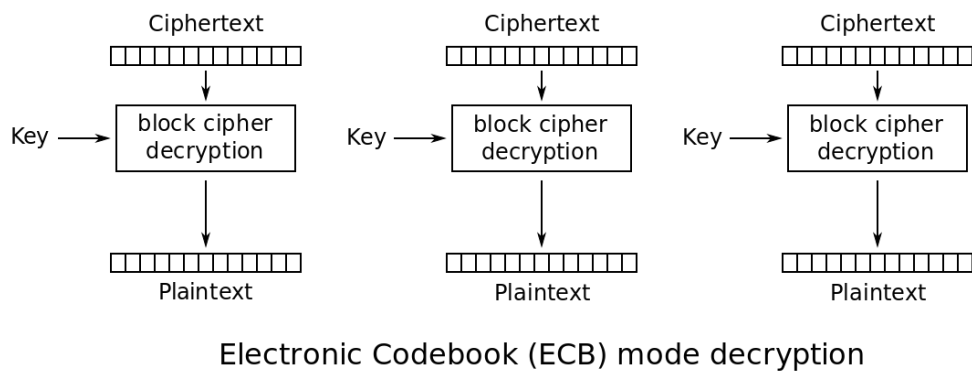 Ciphertext
Key
block cipher
decryption
Plaintext
Ciphertext
Key
block cipher
decryption
Plaintext
Ciphertext
Key
block cipher
decryption
Plaintext
Electronic Codebook (ECB) mode decryption